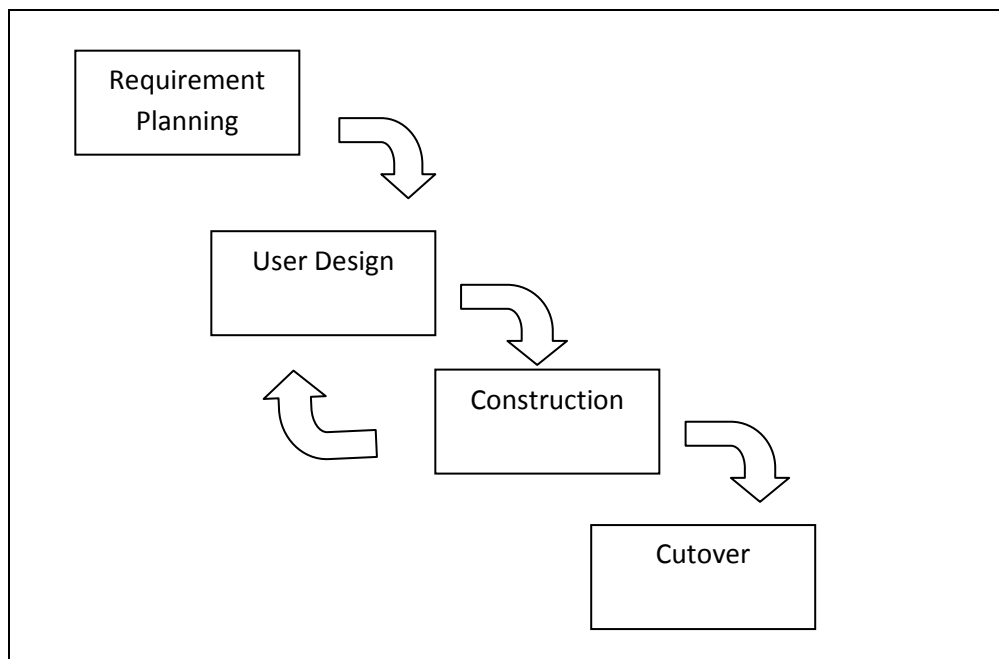 Requirement
Planning
User Design
Construction
Cutover